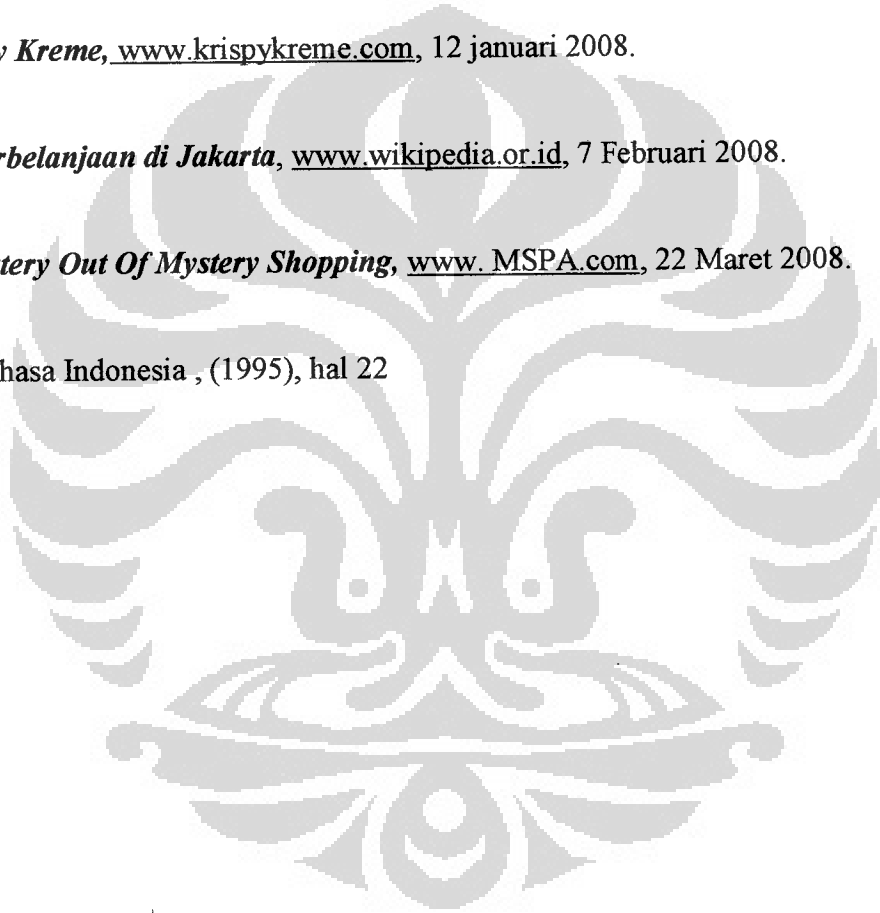 Kreme, www.krispykreme.com, 12 januari 2008.
rbelanjaan di Jakarta, www.wikipedia.or.id, 7 Februari 2008.
tery Out Of Mystery Shopping, www. MSPA.com, 22 Maret 2008.
hasa Indonesia , (1995), hal 22